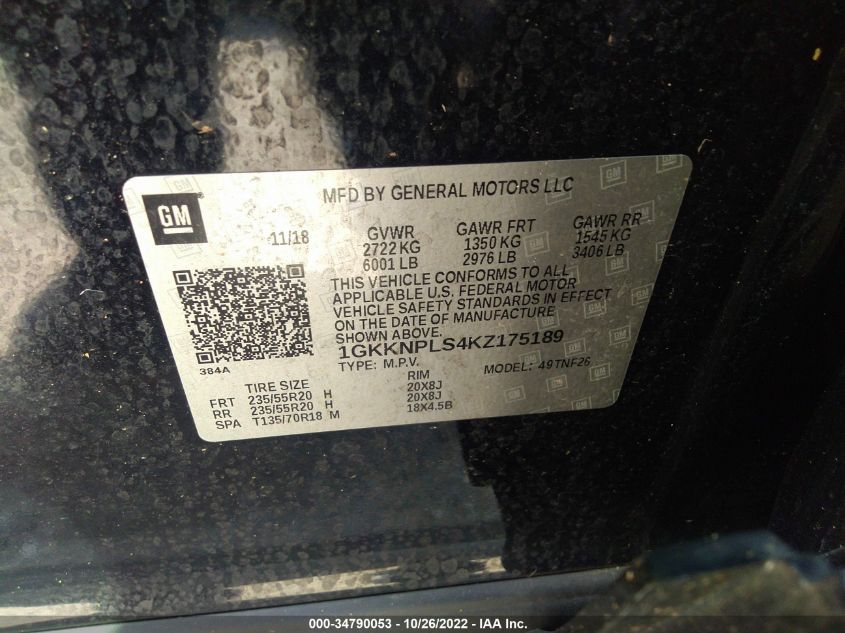 GM
MFD BY GENERAL MOTORS LLC
11/18
GVWR GAWR FRT GAWR RR
2722 KG 1350 KG 1545 KG
6001 LB 2976 LB 3406 LB
THIS VEHICLE CONFORMS TO ALL
APPLICABLE U.S. FEDERAL MOTOR
VEHICLE SAFETY STANDARDS IN EFFECT
ON THE DATE OF MANUFACTURE
SHOWN ABOVE.
1GKKNPLS4KZ175189
TYPE: M.P.V. MODEL: 49TNF26
384A
TIRE SIZE RIM
FRT 235/55R20 H 20X8J
RR 235/55R20 H 20X8J
SPA T135/70R18 M 18X4.5B
000-34790053 - 10/26/2022 - IAA Inc.